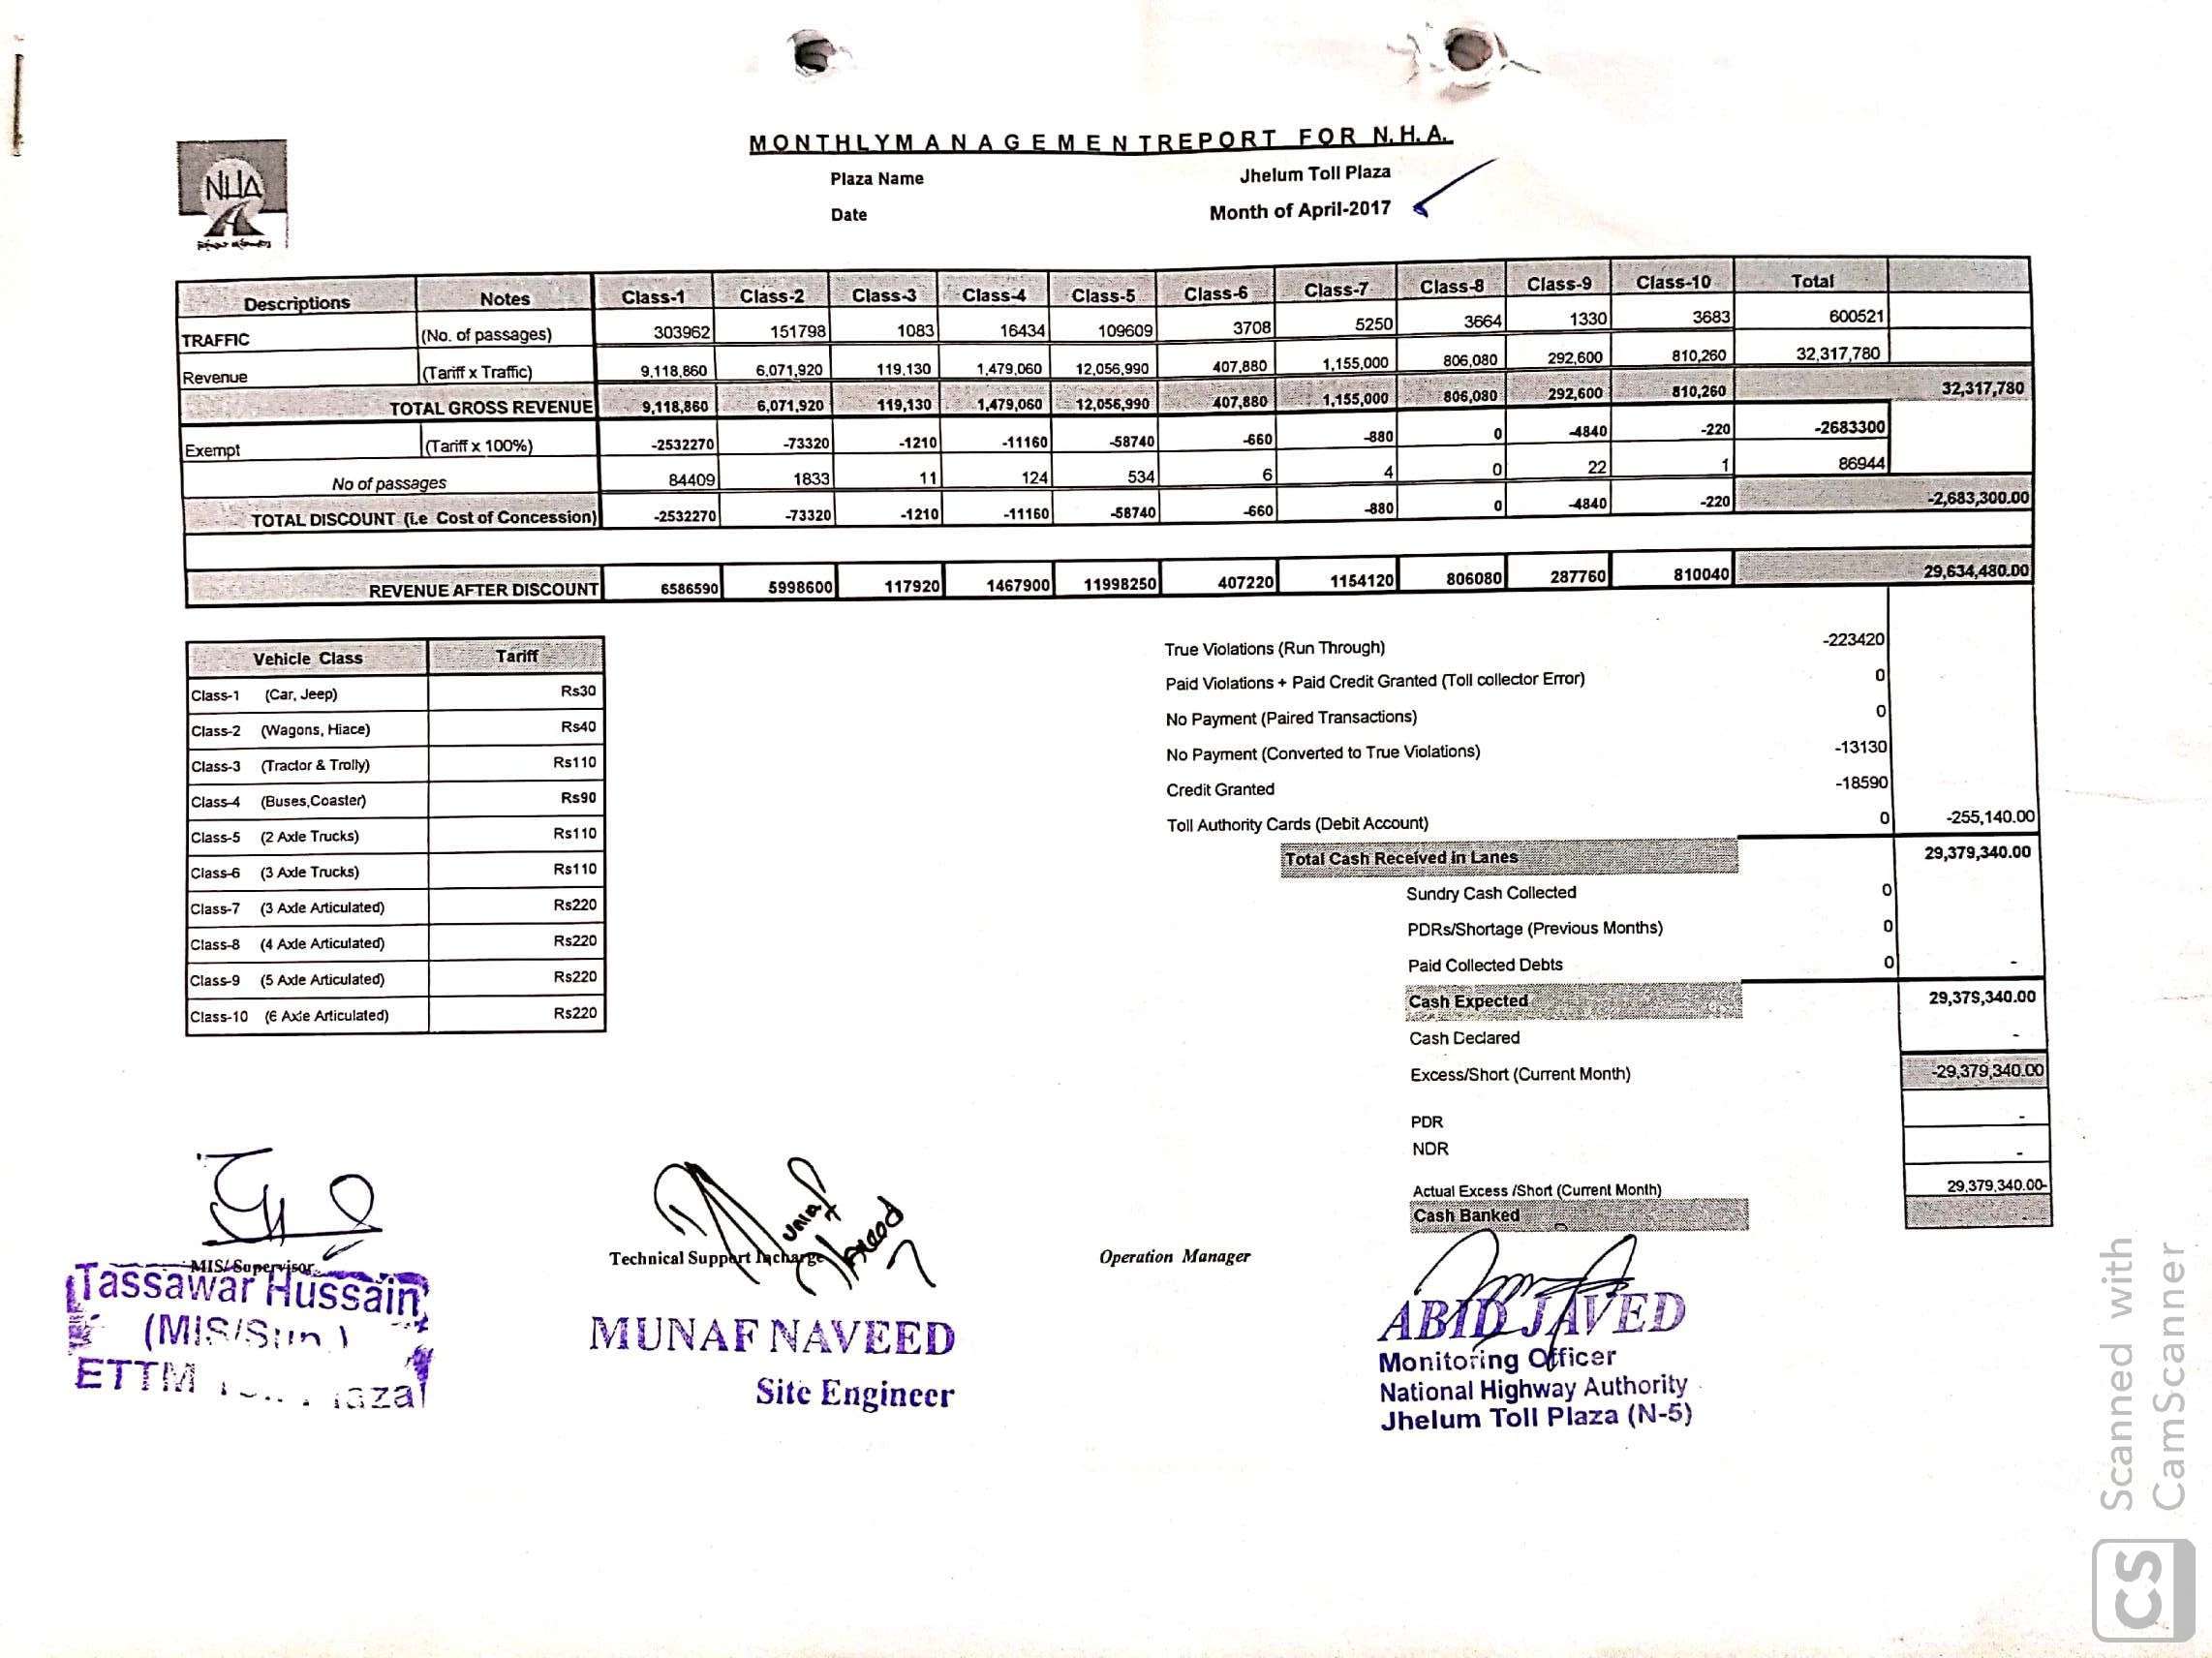 NHA
MONTHLYMANAGEMENTREPORT FOR N.H.A.
Plaza Name Jhelum Toll Plaza
Date Month of April-2017
Descriptions Notes Class-1 Class-2 Class-3 Class-4 Class-5 Class-6 Class-7 Class-8 Class-9 Class-10 Total
TRAFFIC (No. of passages) 303962 151798 1083 16434 109609 3708 5250 3664 1330 3683 600521
Revenue (Tariff x Traffic) 9,118,860 6,071,920 119,130 1,479,060 12,056,990 407,880 1,155,000 806,080 292,600 810,260 32,317,780
TOTAL GROSS REVENUE 9,118,860 6,071,920 119,130 1,479,060 12,056,990 407,880 1,155,000 806,080 292,600 810,260 32,317,780
Exempt (Tariff x 100%) -2532270 -73320 -1210 -11160 -58740 -660 -880 0 -4840 -220 -2683300
No of passages 84409 1833 11 124 534 6 4 0 22 1 86944
TOTAL DISCOUNT (i.e Cost of Concession) -2532270 -73320 -1210 -11160 -58740 -660 -880 0 -4840 -220 -2,683,300.00
REVENUE AFTER DISCOUNT 6586590 5998600 117920 1467900 11998250 407220 1154120 806080 287760 810040 29,634,480.00
Vehicle Class Tariff
Class-1 (Car, Jeep) Rs30
Class-2 (Wagons, Hiace) Rs40
Class-3 (Tractor & Trolly) Rs110
Class-4 (Buses,Coaster) Rs90
Class-5 (2 Axle Trucks) Rs110
Class-6 (3 Axle Trucks) Rs110
Class-7 (3 Axle Articulated) Rs220
Class-8 (4 Axle Articulated) Rs220
Class-9 (5 Axle Articulated) Rs220
Class-10 (6 Axle Articulated) Rs220
True Violations (Run Through) -223420
Paid Violations + Paid Credit Granted (Toll collector Error) 0
No Payment (Paired Transactions) 0
No Payment (Converted to True Violations) -13130
Credit Granted -18590
Toll Authority Cards (Debit Account) 0 -255,140.00
Total Cash Received in Lanes 29,379,340.00
Sundry Cash Collected 0
PDRs/Shortage (Previous Months) 0
Paid Collected Debts 0 -
Cash Expected 29,379,340.00
Cash Declared -
Excess/Short (Current Month) -29,379,340.00
PDR -
NDR -
Actual Excess /Short (Current Month) 29,379,340.00-
Cash Banked
MIS/Supervisor
Tassawar Hussain
(MIS/Sup.)
ETTM Plaza
Munaf Naveed
Technical Support Incharge
MUNAF NAVEED
Site Engineer
Operation Manager
ABID JAVED
Monitoring Officer
National Highway Authority
Jhelum Toll Plaza (N-5)
CS Scanned with
CamScanner